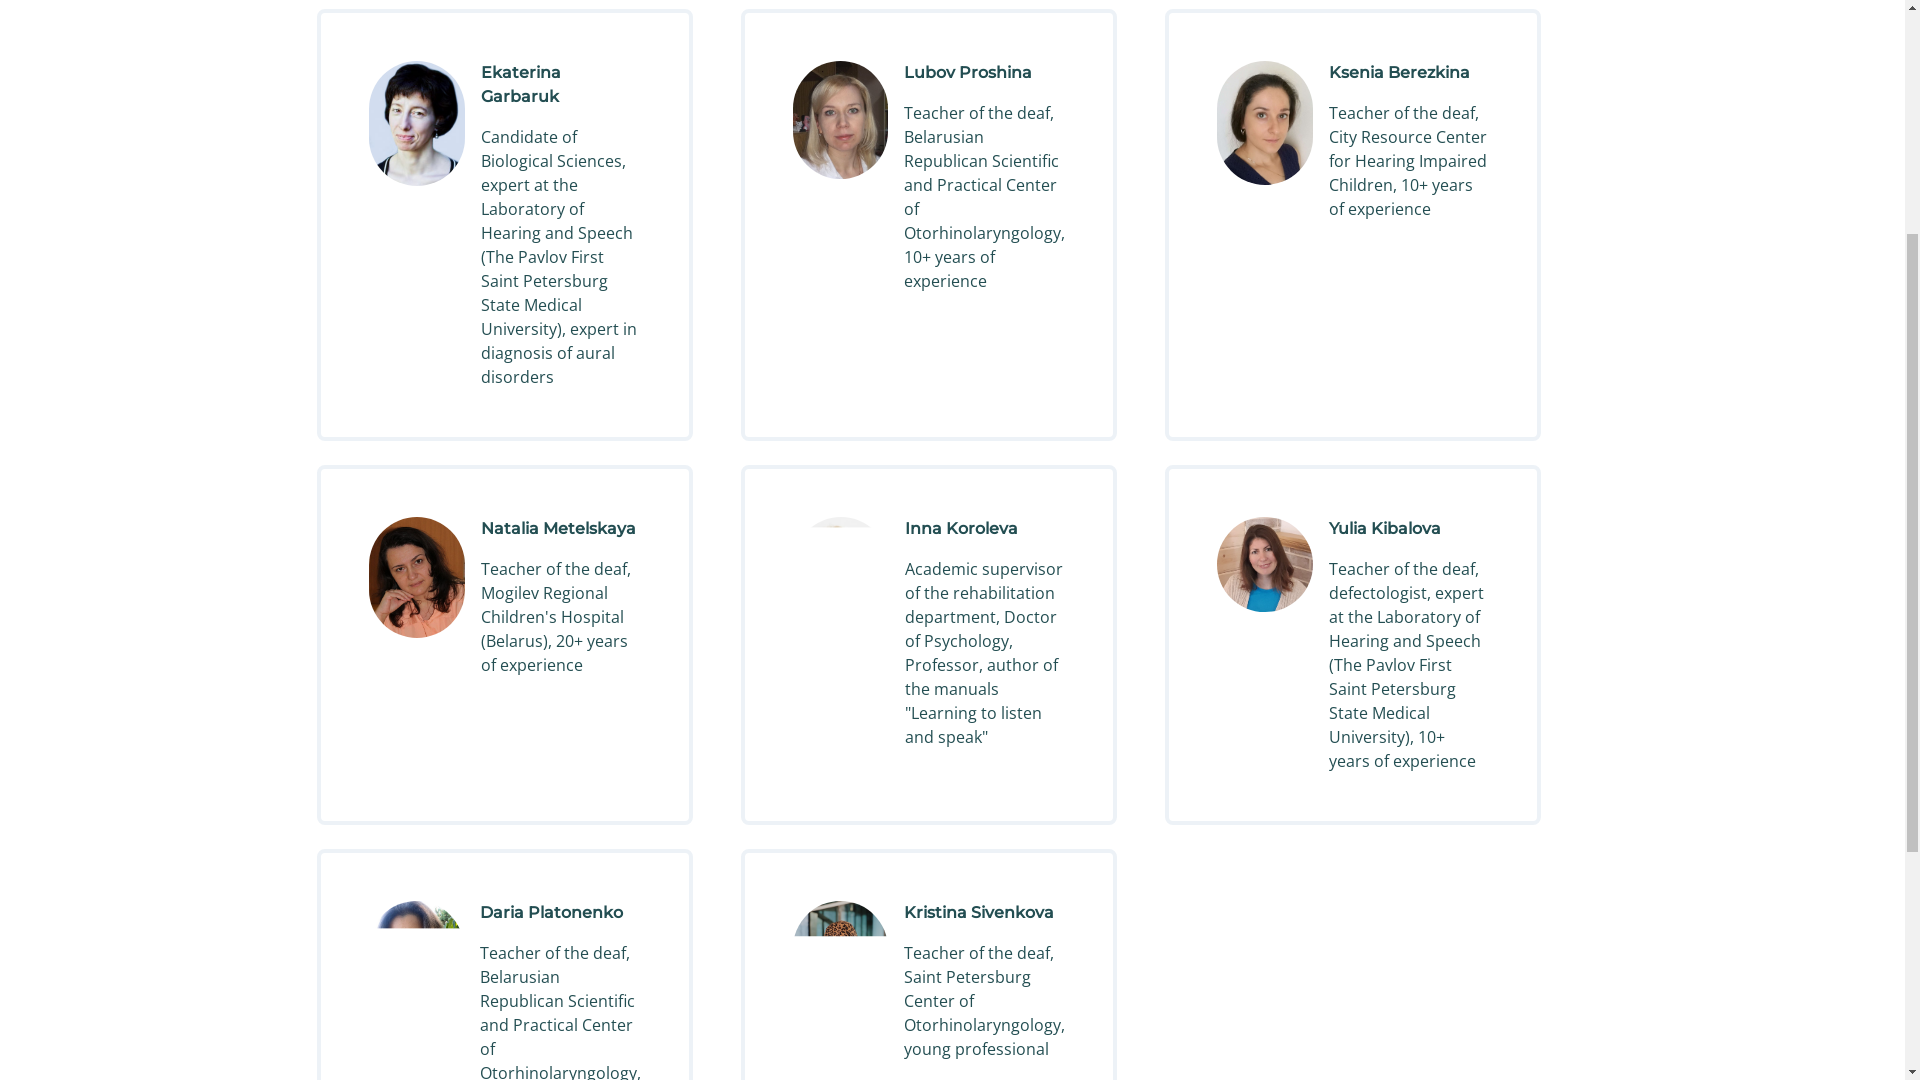 Ekaterina
Garbaruk
Candidate of
Biological Sciences,
expert at the
Laboratory of
Hearing and Speech
(The Pavlov First
Saint Petersburg
State Medical
University), expert in
diagnosis of aural
disorders
Lubov Proshina
Teacher of the deaf,
Belarusian
Republican Scientific
and Practical Center
of
Otorhinolaryngology,
10+ years of
experience
Ksenia Berezkina
Teacher of the deaf,
City Resource Center
for Hearing Impaired
Children, 10+ years
of experience
Natalia Metelskaya
Teacher of the deaf,
Mogilev Regional
Children's Hospital
(Belarus), 20+ years
of experience
Inna Koroleva
Academic supervisor
of the rehabilitation
department, Doctor
of Psychology,
Professor, author of
the manuals
"Learning to listen
and speak"
Yulia Kibalova
Teacher of the deaf,
defectologist, expert
at the Laboratory of
Hearing and Speech
(The Pavlov First
Saint Petersburg
State Medical
University), 10+
years of experience
Daria Platonenko
Teacher of the deaf,
Belarusian
Republican Scientific
and Practical Center
of
Otorhinolaryngology,
Kristina Sivenkova
Teacher of the deaf,
Saint Petersburg
Center of
Otorhinolaryngology,
young professional